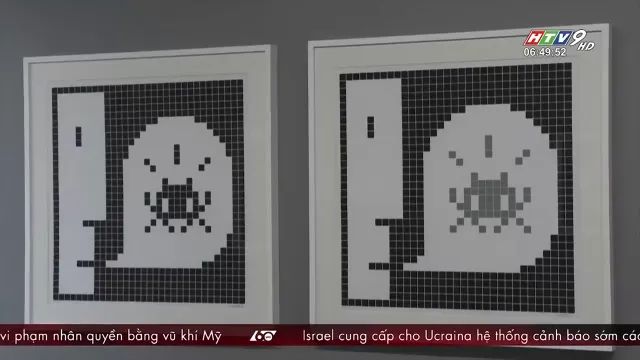 HTV9 HD
06:49:52
vi phạm nhân quyền bằng vũ khí Mỹ
60
Israel cung cấp cho Ucraina hệ thống cảnh báo sớm các